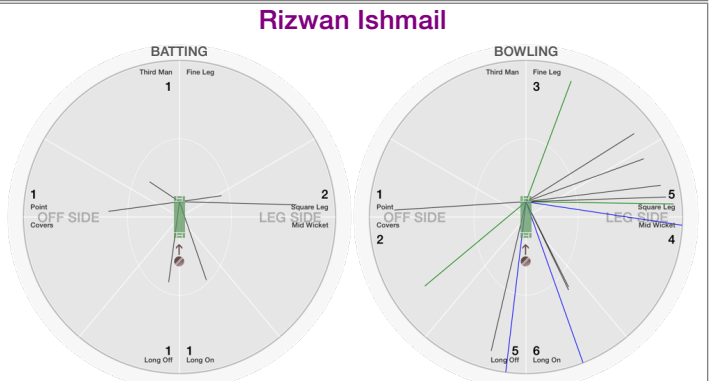 Rizwan Ishmail
BATTING
Third Man
Fine Leg
1
1
Point
OFF SIDE
Covers
2
Square Leg
LEG SIDE
Mid Wicket
1
1
Long Off
Long On
BOWLING
Third Man
Fine Leg
3
1
Point
OFF SIDE
Covers
2
5
Square Leg
LEG SIDE
Mid Wicket
4
5
6
Long Off
Long On